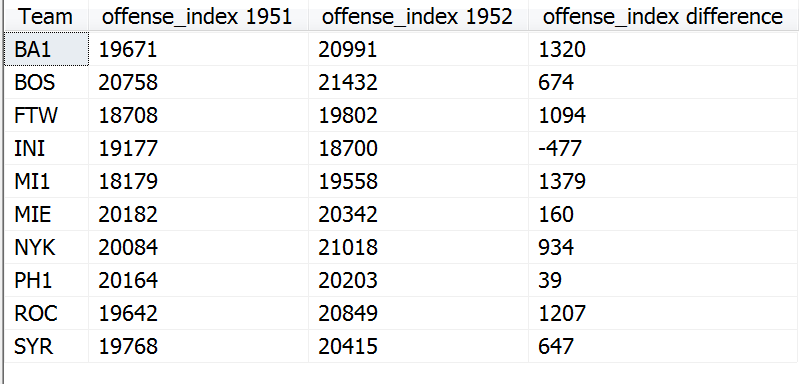 Team offense_index 1951 offense_index 1952 offense_index difference
BA1 19671 20991 1320
BOS 20758 21432 674
FTW 18708 19802 1094
INI 19177 18700 -477
MI1 18179 19558 1379
MIE 20182 20342 160
NYK 20084 21018 934
PH1 20164 20203 39
ROC 19642 20849 1207
SYR 19768 20415 647